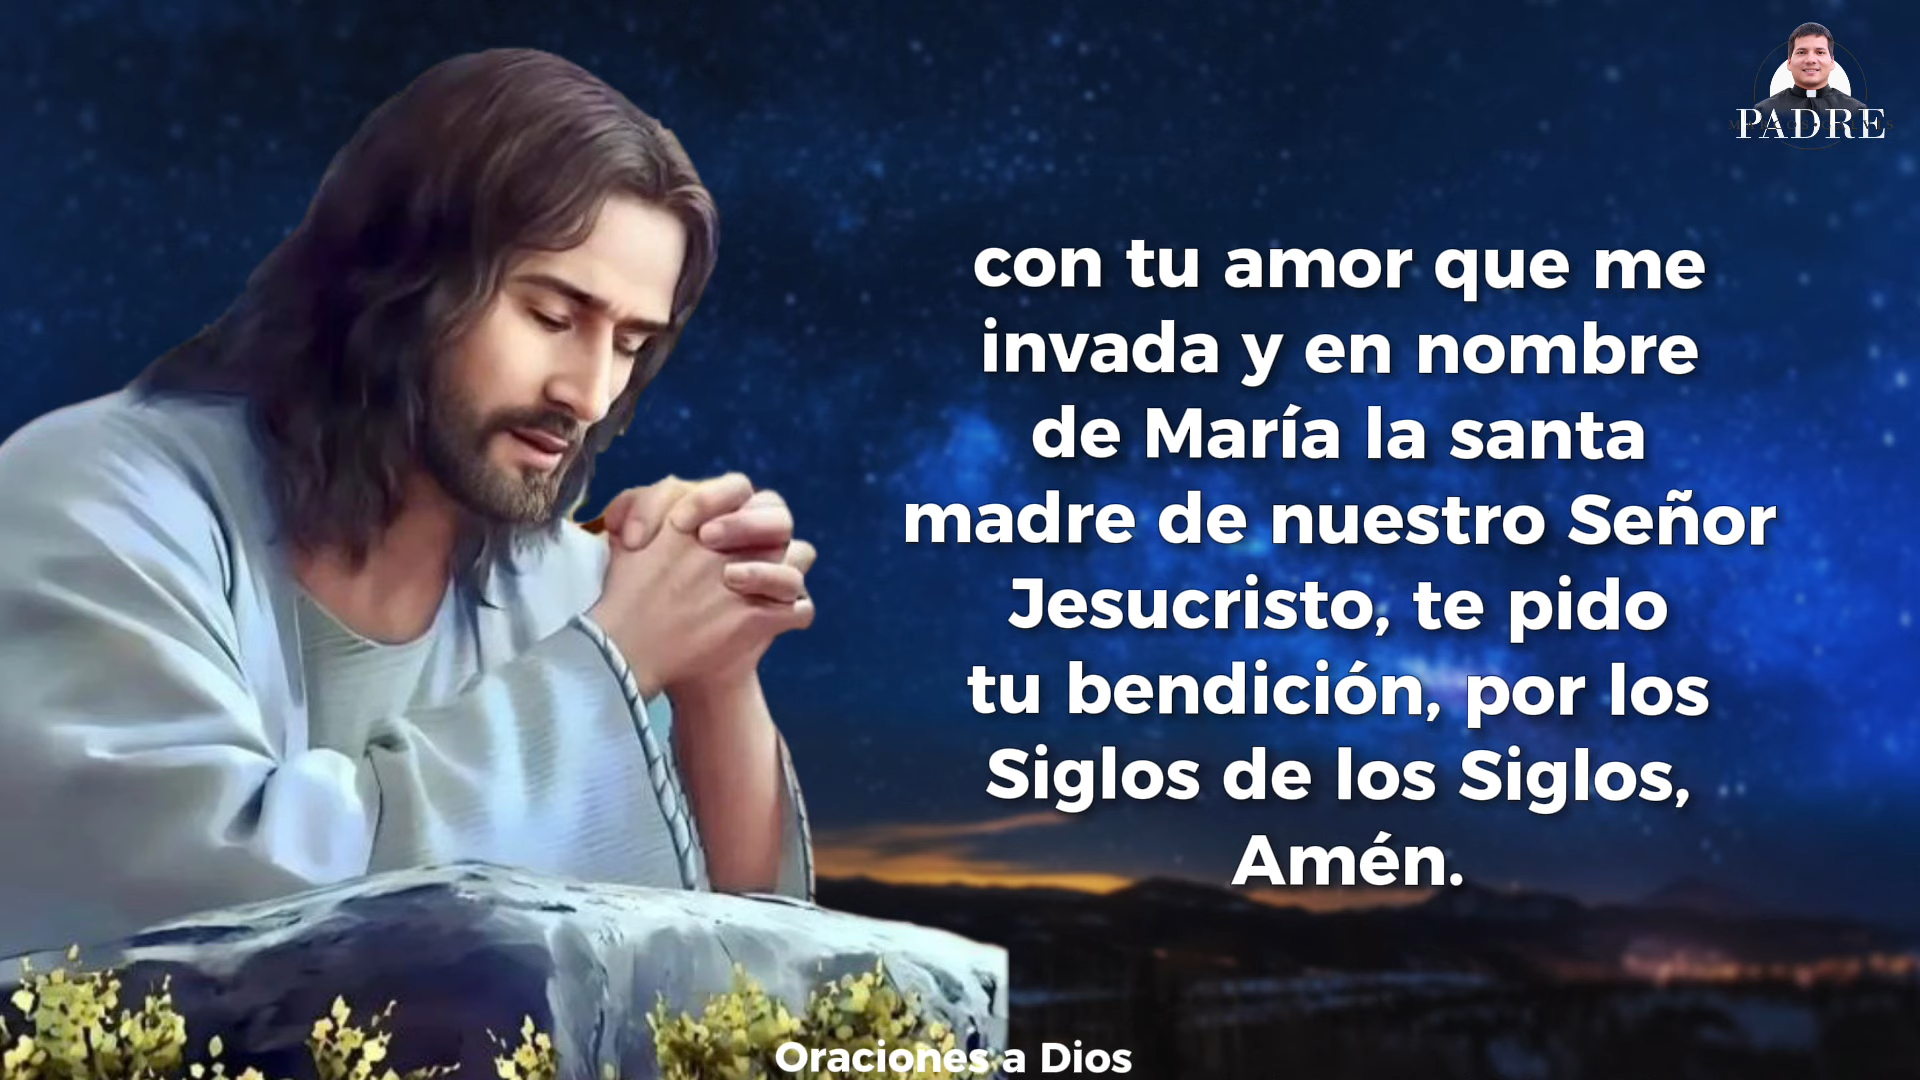 PADRE
con tu amor que me
invada y en nombre
de María la santa
madre de nuestro Señor
Jesucristo, te pido
tu bendición, por los
Siglos de los Siglos,
Amén.
Oraciones a Dios